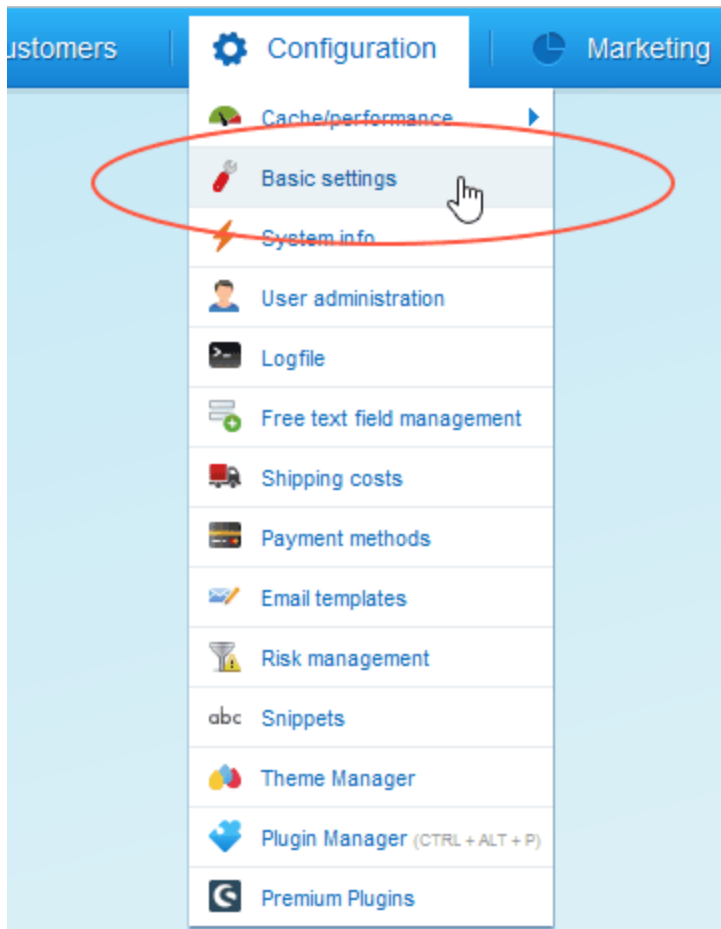 ustomers
Configuration
Marketing
Cache/performance
Basic settings
System info
User administration
Logfile
Free text field management
Shipping costs
Payment methods
Email templates
Risk management
abc Snippets
Theme Manager
Plugin Manager (CTRL + ALT + P)
Premium Plugins